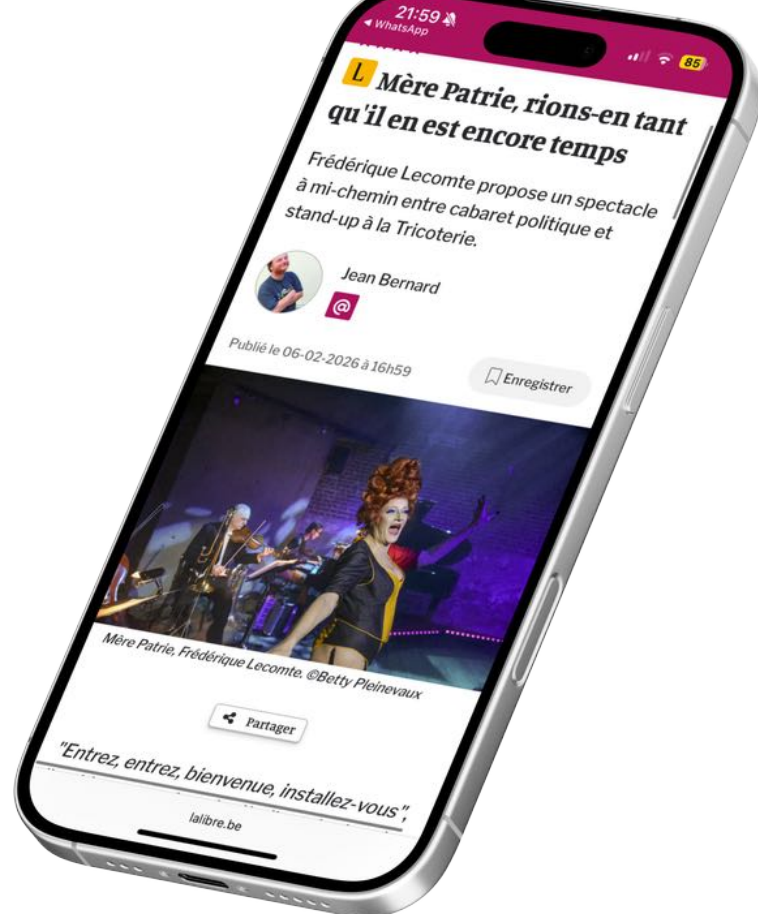 21:59
WhatsApp
85
L Mère Patrie, rions-en tant
qu'il en est encore temps
Frédérique Lecomte propose un spectacle
à mi-chemin entre cabaret politique et
stand-up à la Tricoterie.
Jean Bernard
@
Publié le 06-02-2026 à 16h59
Enregistrer
Mère Patrie, Frédérique Lecomte. ©Betty Pleinevaux
Partager
"Entrez, entrez, bienvenue, installez-vous",
lalibre.be